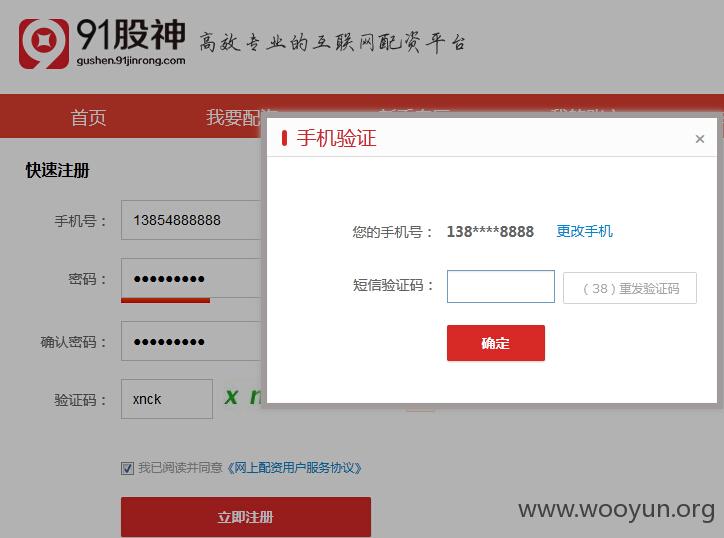 91股神
gushen.91jinrong.com
高效专业的互联网配资平台
首页
我要配资
手机验证
×
快速注册
手机号：
13854888888
您的手机号：
138****8888
更改手机
密码：
短信验证码：
（38）重发验证码
确认密码：
确定
验证码：
xnck
x n
我已阅读并同意《网上配资用户服务协议》
立即注册
www.wooyun.org